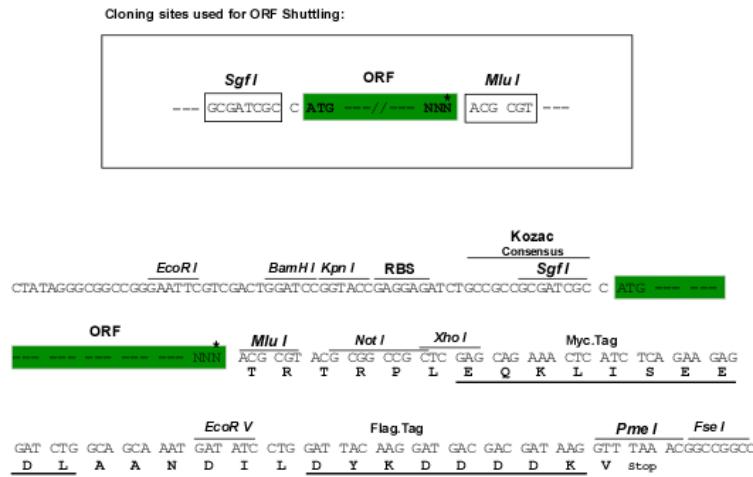 Cloning sites used for ORF Shuttling:
Sgf I ORF Mlu I
--- GCGATCGC C ATG ---//--- NNN* ACG CGT ---
Kozac
Consensus
EcoR I BamH I Kpn I RBS Sgf I
CTATAGGGCGGCCGGGAATTCGTCGACTGGATCCGGTACCGAGGAGATCTGCCGCCGCGATCGC C ATG --- ---
ORF Mlu I Not I Xho I Myc.Tag
--- --- --- --- --- NNN* ACG CGT ACG CGG CCG CTC GAG CAG AAA CTC ATC TCA GAA GAG
T R T R P L E Q K L I S E E
EcoR V Flag.Tag Pme I Fse I
GAT CTG GCA GCA AAT GAT ATC CTG GAT TAC AAG GAT GAC GAC GAT AAG GTT TAA ACGGCCGGCC
D L A A N D I L D Y K D D D D K V Stop